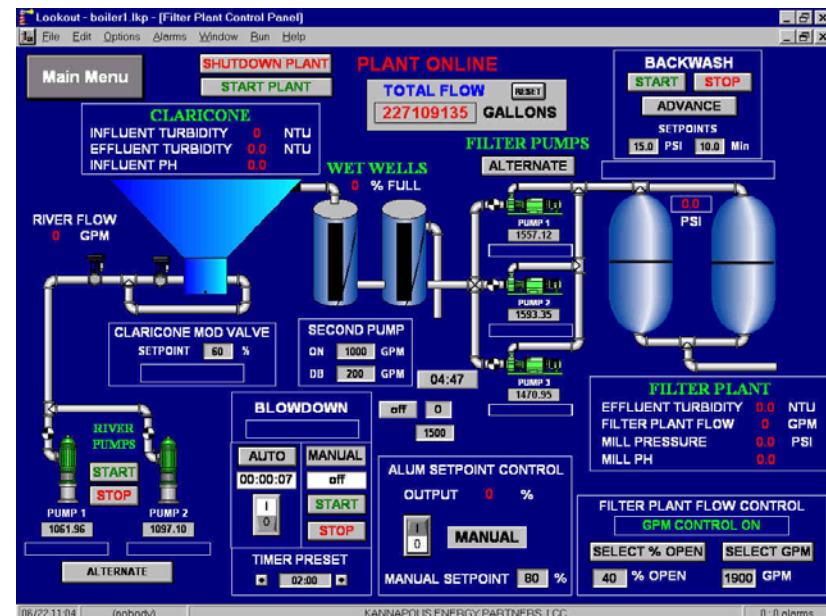 Lookout - boiler1.lkp - [Filter Plant Control Panel]
File Edit Options Alarms Window Run Help
Main Menu
SHUTDOWN PLANT
START PLANT
PLANT ONLINE
TOTAL FLOW RESET
227109135 GALLONS
BACKWASH
START STOP
ADVANCE
SETPOINTS
15.0 PSI 10.0 Min
CLARICONE
INFLUENT TURBIDITY 0 NTU
EFFLUENT TURBIDITY 0.0 NTU
INFLUENT PH 0.0
WET WELLS
0 % FULL
FILTER PUMPS
ALTERNATE
RIVER FLOW
0 GPM
PUMP 1
1557.12
0.0
PSI
PUMP 2
1593.35
PUMP 3
1470.95
CLARICONE MOD VALVE
SETPOINT 60 %
SECOND PUMP
ON 1000 GPM
DB 200 GPM
04:47
off 0
1500
RIVER
PUMPS
START
STOP
PUMP 1
1061.96
PUMP 2
1097.10
ALTERNATE
BLOWDOWN
AUTO MANUAL
00:00:07 off
I
0
START
STOP
TIMER PRESET
02:00
ALUM SETPOINT CONTROL
OUTPUT 0 %
I
0
MANUAL
MANUAL SETPOINT 80 %
FILTER PLANT
EFFLUENT TURBIDITY 0.0 NTU
FILTER PLANT FLOW 0 GPM
MILL PRESSURE 0.0 PSI
MILL PH 0.0
FILTER PLANT FLOW CONTROL
GPM CONTROL ON
SELECT % OPEN SELECT GPM
40 % OPEN 1900 GPM
06/22 11:04 (nobody) KANNAPOLIS ENERGY PARTNERS, LCC 0 : 0 alarms